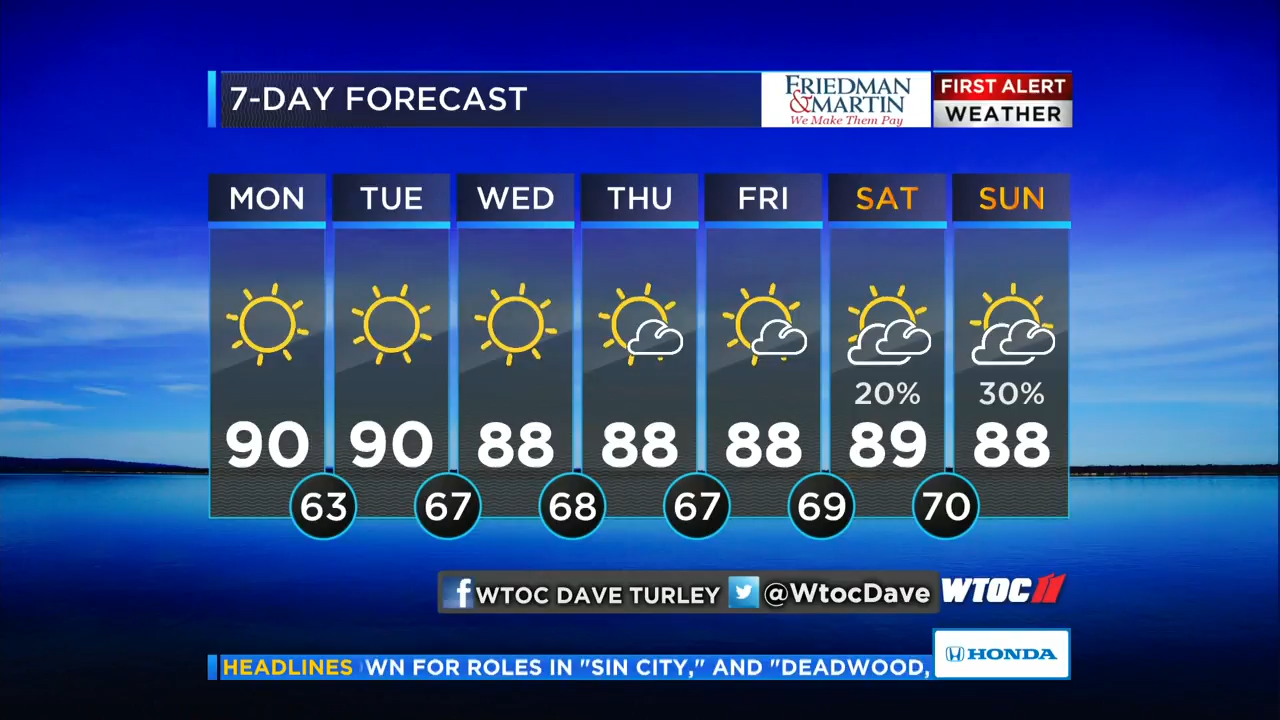 7-DAY FORECAST
FRIEDMAN
&MARTIN
We Make Them Pay
FIRST ALERT
WEATHER
MON TUE WED THU FRI SAT SUN
20% 30%
90 90 88 88 88 89 88
63 67 68 67 69 70
f WTOC DAVE TURLEY @WtocDave WTOC 11
HEADLINES WN FOR ROLES IN "SIN CITY," AND "DEADWOOD,
HONDA